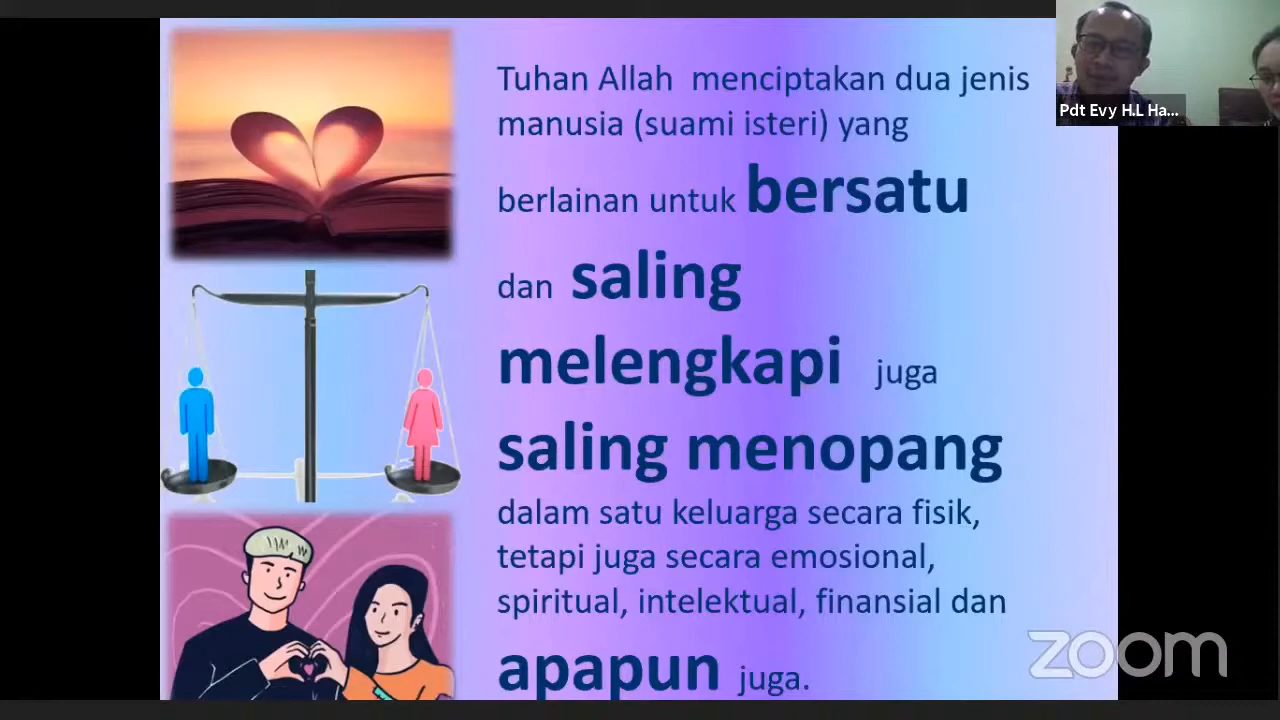 Tuhan Allah menciptakan dua jenis
manusia (suami isteri) yang
berlainan untuk bersatu
dan saling
melengkapi juga
saling menopang
dalam satu keluarga secara fisik,
tetapi juga secara emosional,
spiritual, intelektual, finansial dan
apapun juga.
Pdt Evy H.L Ha...
zoom